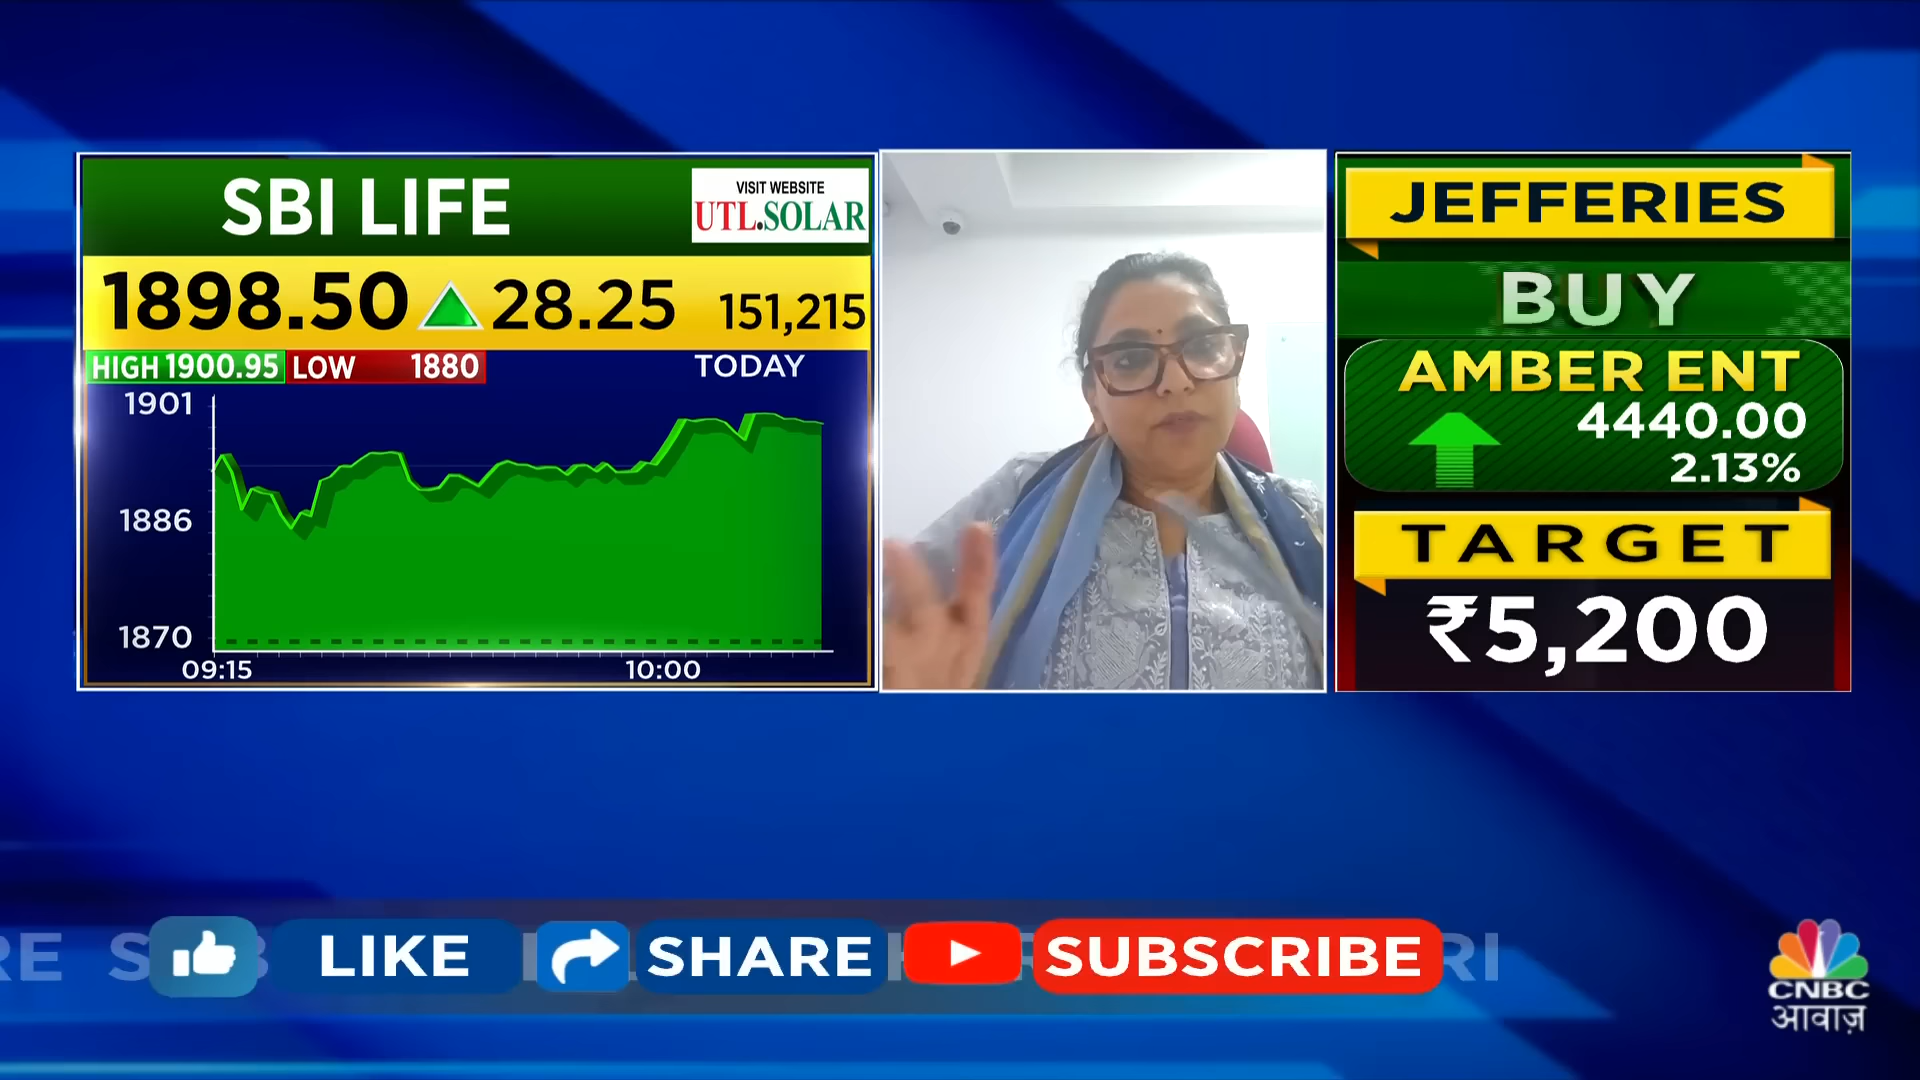 SBI LIFE
VISIT WEBSITE
UTL.SOLAR
1898.50 28.25 151,215
HIGH 1900.95 LOW 1880 TODAY
1901
1886
1870
09:15 10:00
JEFFERIES
BUY
AMBER ENT
4440.00
2.13%
TARGET
₹5,200
LIKE SHARE SUBSCRIBE
CNBC
आवाज़